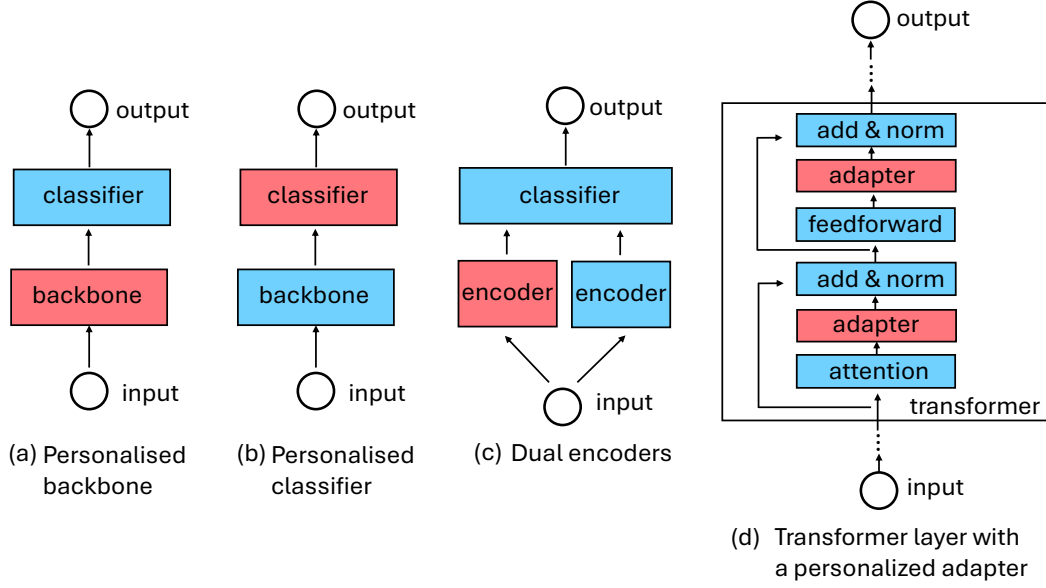 output
classifier
backbone
input
(a) Personalised
backbone
output
classifier
backbone
input
(b) Personalised
classifier
output
classifier
encoder
encoder
input
(c) Dual encoders
output
add & norm
adapter
feedforward
add & norm
adapter
attention
transformer
input
(d) Transformer layer with
a personalized adapter